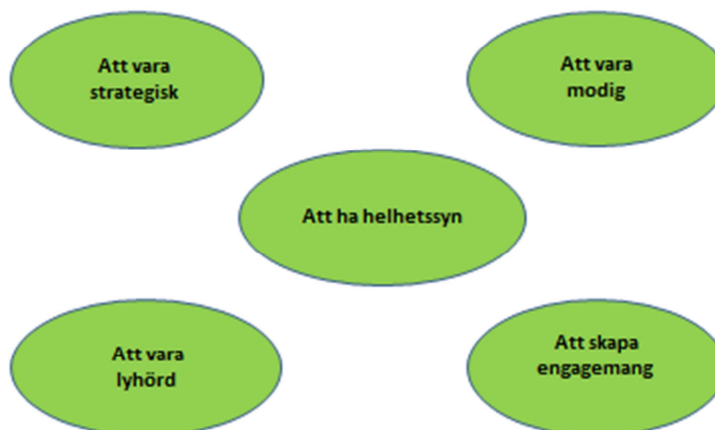 Att vara
strategisk
Att vara
modig
Att ha helhetssyn
Att vara
lyhörd
Att skapa
engagemang